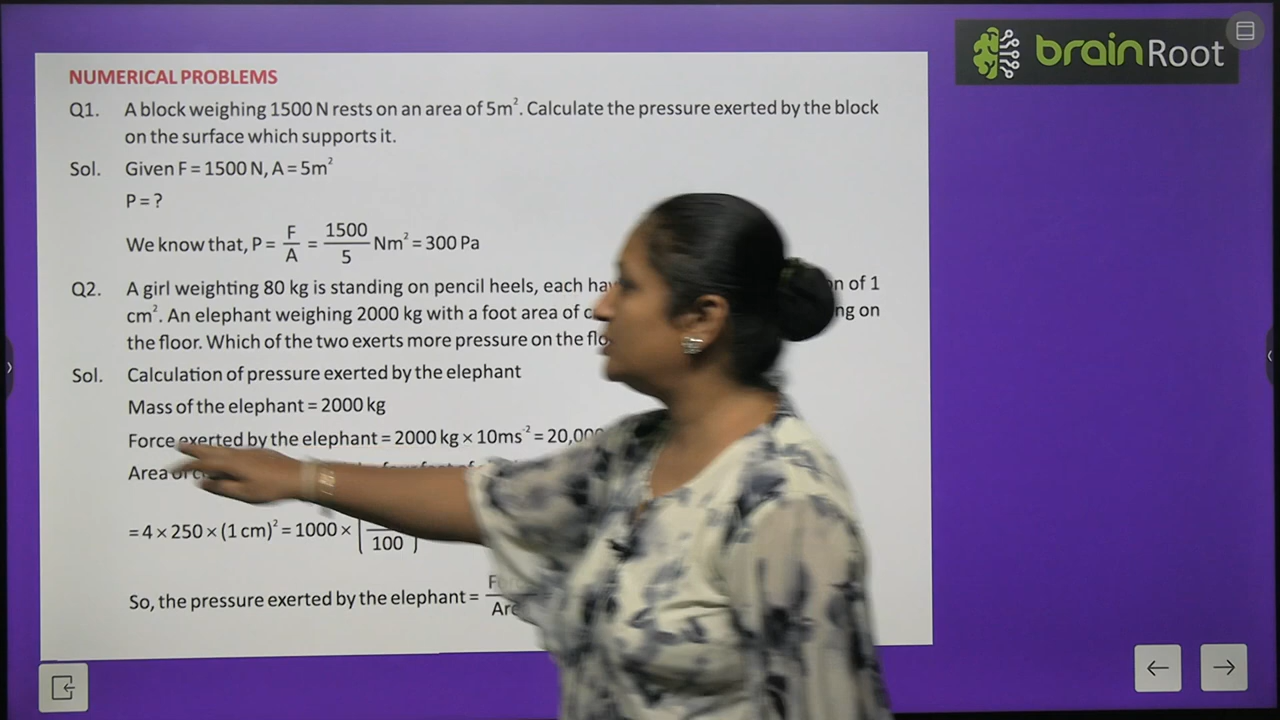 brainRoot
NUMERICAL PROBLEMS
Q1. A block weighing 1500 N rests on an area of 5m². Calculate the pressure exerted by the block
on the surface which supports it.
Sol. Given F = 1500 N, A = 5m²
P = ?
We know that, P = F/A = 1500/5 Nm² = 300 Pa
Q2. A girl weighting 80 kg is standing on pencil heels, each of 1
cm². An elephant weighing 2000 kg with a foot area of on
the floor. Which of the two exerts more pressure on the
Sol. Calculation of pressure exerted by the elephant
Mass of the elephant = 2000 kg
Force exerted by the elephant = 2000 kg × 10ms⁻² = 20,000
Area
= 4 × 250 × (1 cm)² = 1000 × 100
So, the pressure exerted by the elephant =